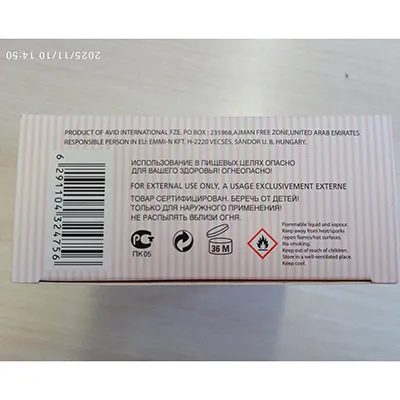 2025/11/10 14:50
PRODUCT OF AVID INTERNATIONAL FZE. PO BOX : 235968,AJMAN FREE ZONE,UNITED ARAB EMIRATES
RESPONSIBLE PERSON IN EU: EMMI-N KFT. H-2220 VECSÉS, SÁNDOR U. 8, HUNGARY.
ИСПОЛЬЗОВАНИЕ В ПИЩЕВЫХ ЦЕЛЯХ ОПАСНО
ДЛЯ ВАШЕГО ЗДОРОВЬЯ! ОГНЕОПАСНО!
FOR EXTERNAL USE ONLY, A USAGE EXCLUSIVEMENT EXTERNE
ТОВАР СЕРТИФИЦИРОВАН. БЕРЕЧЬ ОТ ДЕТЕЙ!
ТОЛЬКО ДЛЯ НАРУЖНОГО ПРИМЕНЕНИЯ!
НЕ РАСПЫЛЯТЬ ВБЛИЗИ ОГНЯ.
6 291104 324756
ПК 05
36 M
Flammable liquid and vapour.
Keep away from heat/sparks
/open flames/hot surfaces.
No smoking.
Keep out of reach of children.
Store in a well-ventilated place.
Keep cool.